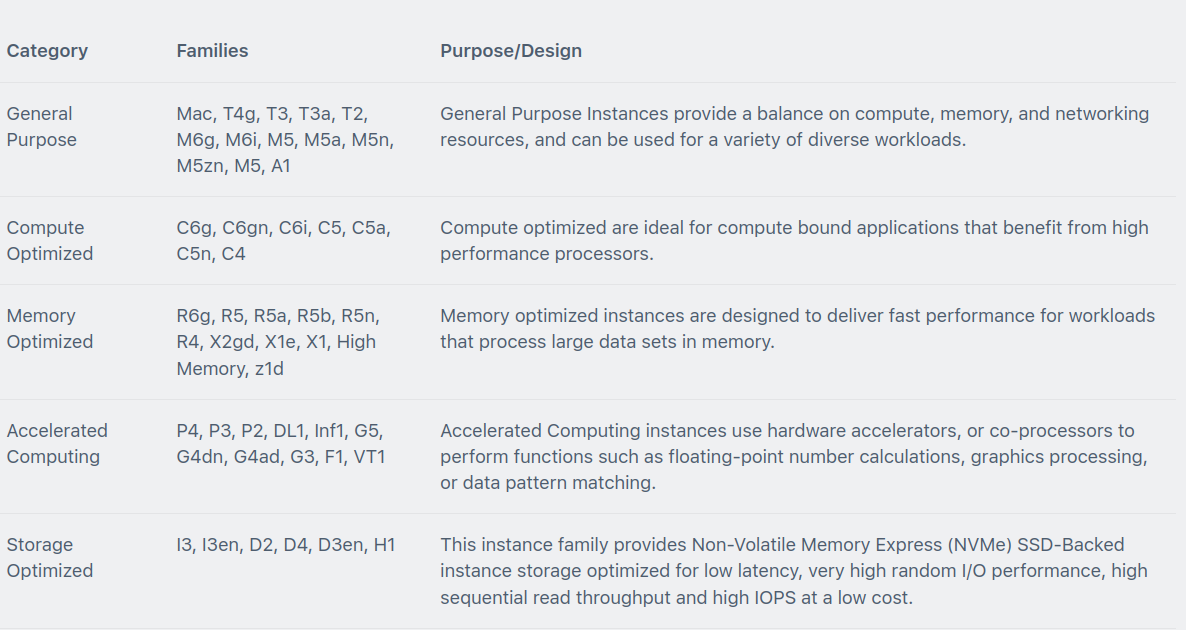 Category Families Purpose/Design
General Purpose Instances provide a balance on compute, memory, and networking
General
Purpose
Mac, T4g, T3, T3a, T2,
M6g, M6i, M5, M5a, M5n,
M5zn, M5, A1
resources, and can be used for a variety of diverse workloads.
Compute
Optimized
C6g, C6gn, C6i, C5, C5a,
C5n, C4
Compute optimized are ideal for compute bound applications that benefit from high
performance processors.
Memory
Optimized
R6g, R5, R5a, R5b, R5n,
R4, X2gd, X1e, X1, High
Memory, z1d
Memory optimized instances are designed to deliver fast performance for workloads
that process large data sets in memory.
Accelerated
Computing
P4, P3, P2, DL1, Inf1, G5,
G4dn, G4ad, G3, F1, VT1
Accelerated Computing instances use hardware accelerators, or co-processors to
perform functions such as floating-point number calculations, graphics processing,
or data pattern matching.
Storage
Optimized
I3, I3en, D2, D4, D3en, H1
This instance family provides Non-Volatile Memory Express (NVMe) SSD-Backed
instance storage optimized for low latency, very high random I/O performance, high
sequential read throughput and high IOPS at a low cost.